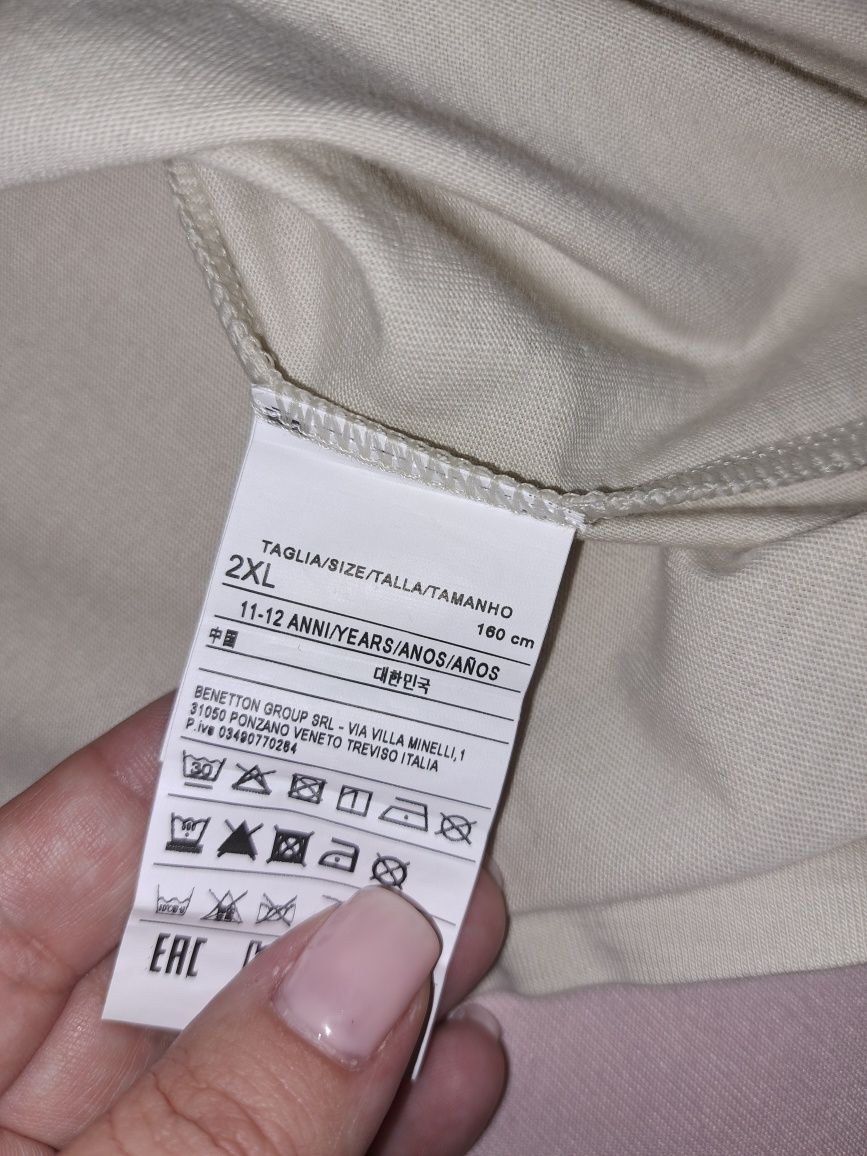 TAGLIA/SIZE/TALLA/TAMANHO
2XL
160 cm
11-12 ANNI/YEARS/ANOS/AÑOS
中国
대한민국
BENETTON GROUP SRL - VIA VILLA MINELLI,1
31050 PONZANO VENETO TREVISO ITALIA
P.iva 03490770264
30
1
EAC